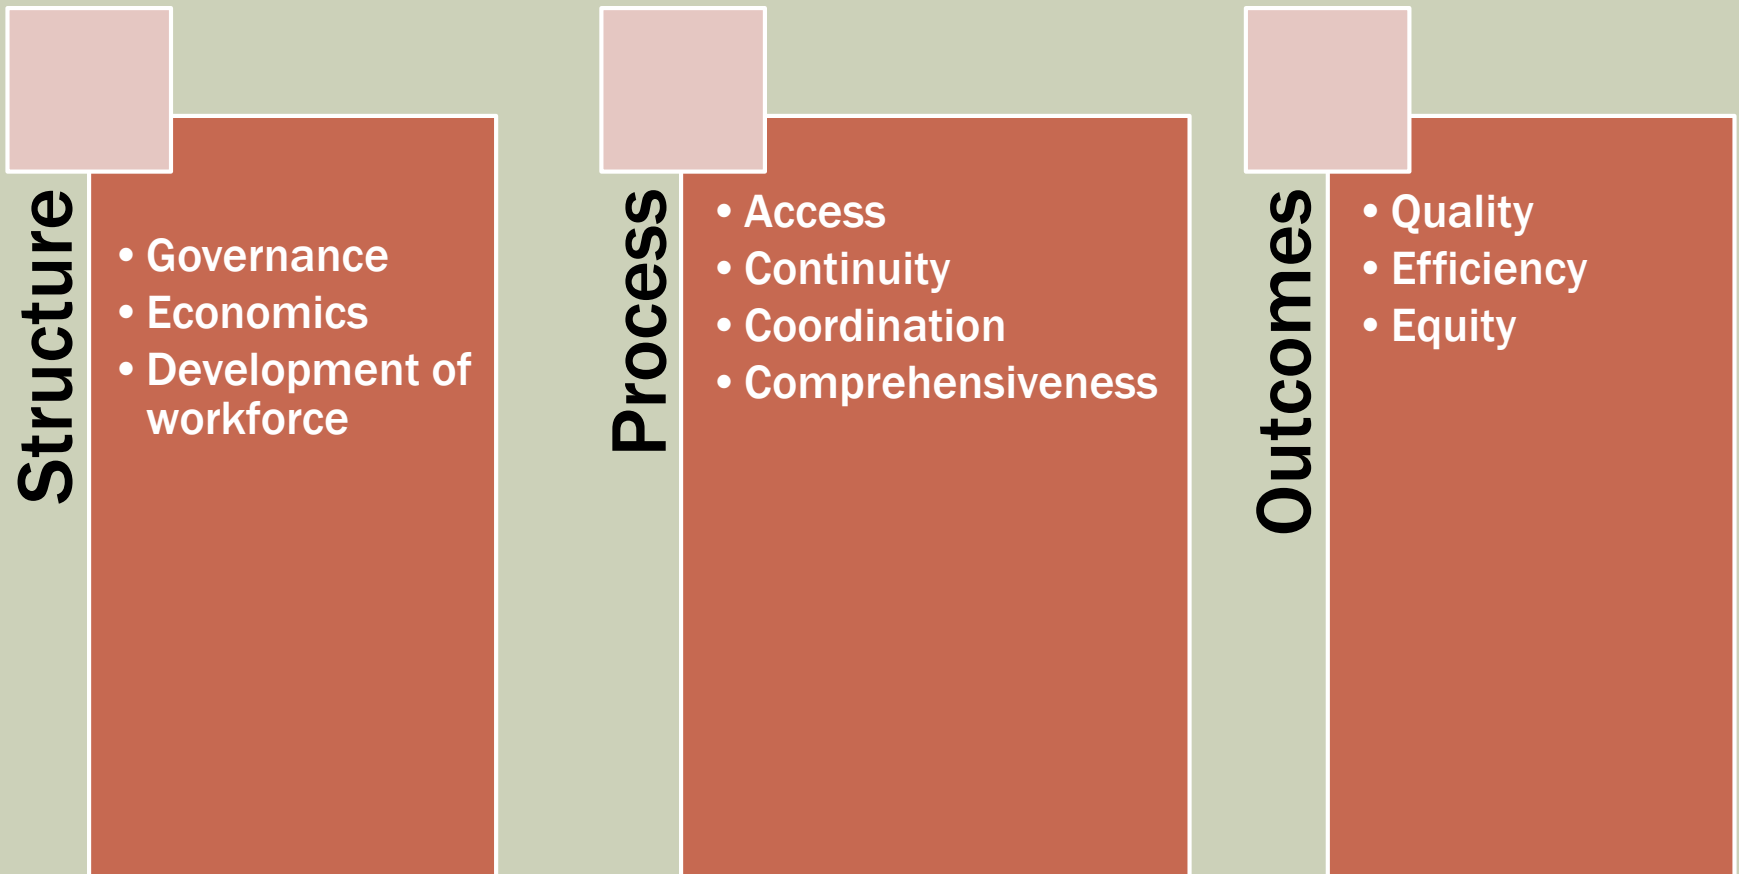 Structure
• Governance
• Economics
• Development of
workforce
Process
• Access
• Continuity
• Coordination
• Comprehensiveness
Outcomes
• Quality
• Efficiency
• Equity